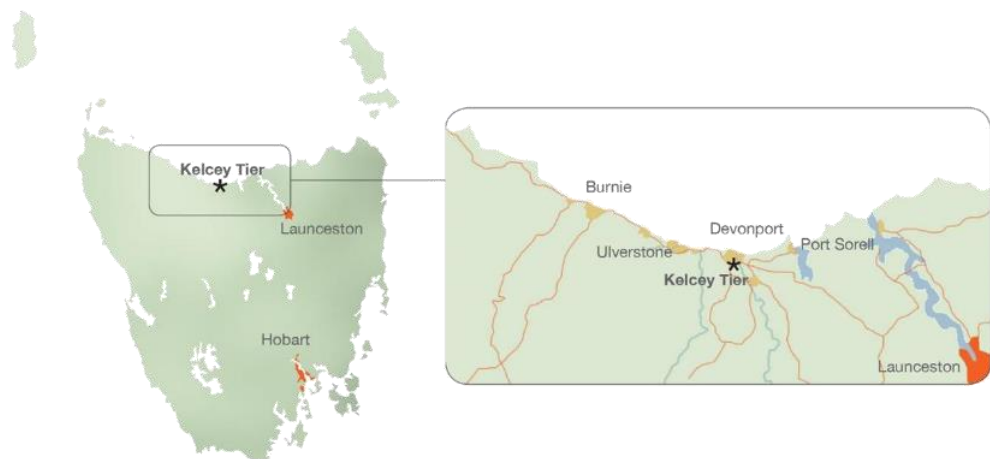 Kelcey Tier
*
Launceston
Hobart
Burnie
Devonport
Ulverstone
Port Sorell
*
Kelcey Tier
Launceston